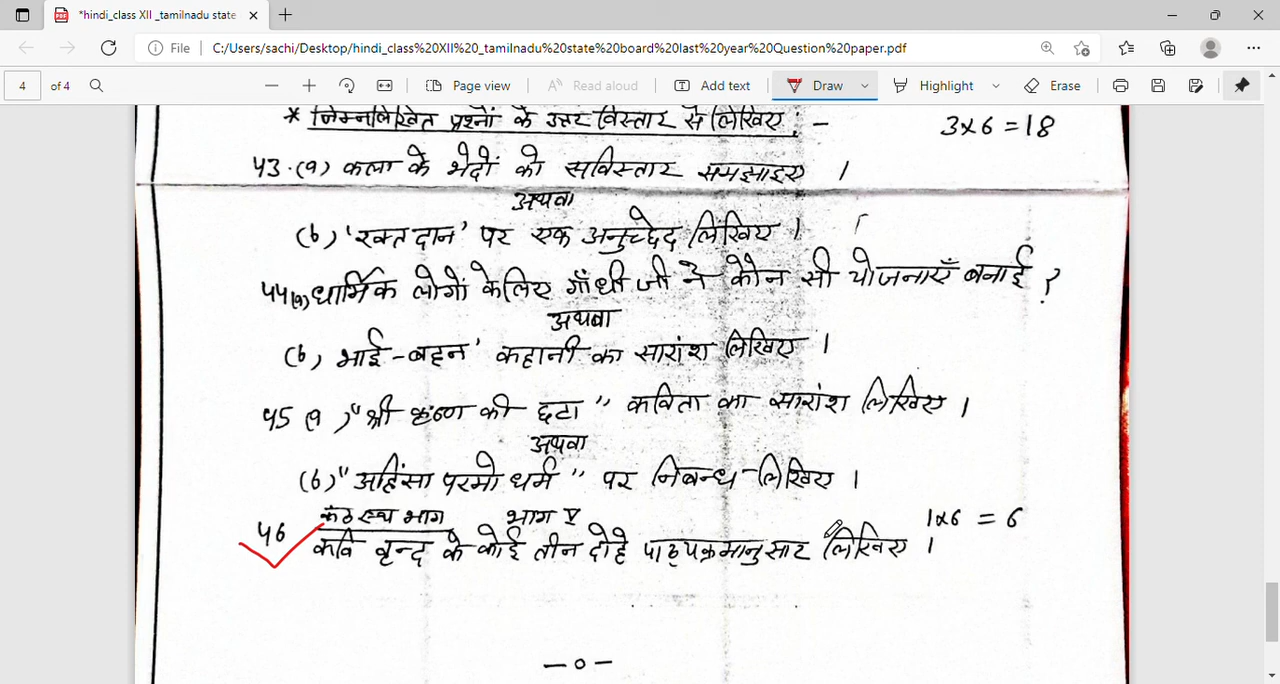 *hindi_class XII _tamilnadu state
File C:/Users/sachi/Desktop/hindi_class%20XII%20_tamilnadu%20state%20board%20last%20year%20Question%20paper.pdf
4 of 4 Page view Read aloud Add text Draw Highlight Erase
* निम्नलिखित प्रश्नों के उत्तर विस्तार से लिखिए : - 3x6 = 18
43. (a) कला के भेदों को सविस्तार समझाइए ।
अथवा
(b) 'रक्त दान' पर एक अनुच्छेद लिखिए ।
44(a) धार्मिक लोगों केलिए गाँधी जी ने कौन सी योजनाएँ बनाई ?
अथवा
(b) भाई-बहन' कहानी का सारांश लिखिए ।
45 (a) "श्री कृष्ण की छटा" कविता का सारांश लिखिए ।
अथवा
(b) "अहिंसा परमो धर्म" पर निबन्ध-लिखिए ।
कंठस्थ भाग भाग V 1x6 = 6
46 कवि वृन्द के कोई तीन दोहे पाठ्यक्रमानुसार लिखिए ।
-0-